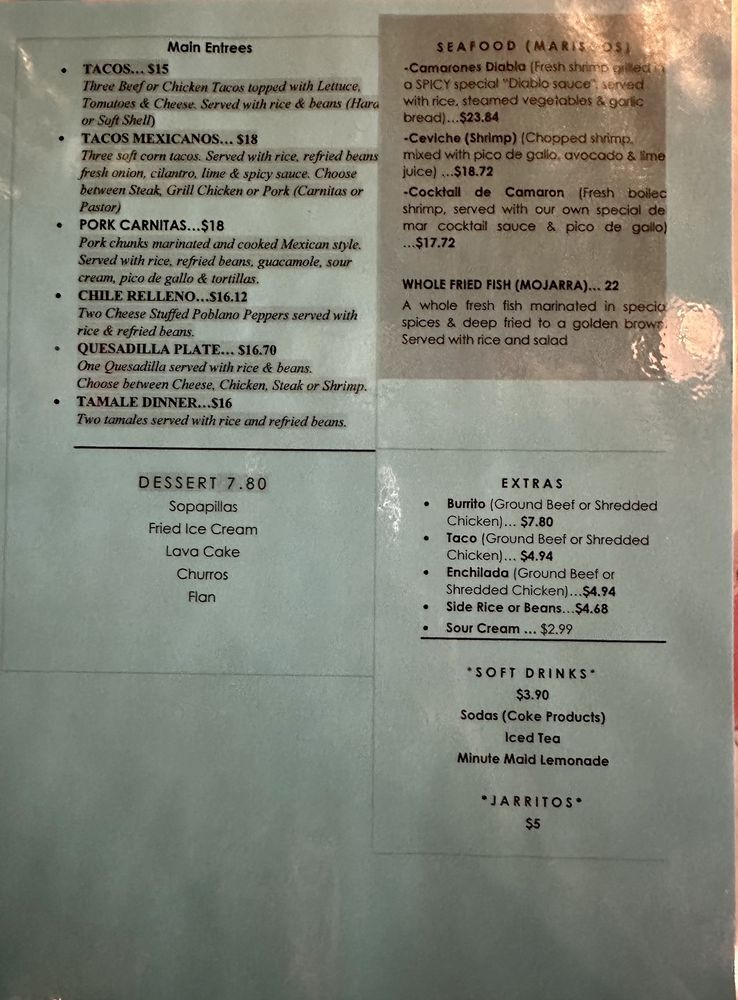 Main Entrees
• TACOS... $15
Three Beef or Chicken Tacos topped with Lettuce,
Tomatoes & Cheese. Served with rice & beans (Hard
or Soft Shell)
• TACOS MEXICANOS... $18
Three soft corn tacos. Served with rice, refried beans
fresh onion, cilantro, lime & spicy sauce. Choose
between Steak, Grill Chicken or Pork (Carnitas or
Pastor)
• PORK CARNITAS...$18
Pork chunks marinated and cooked Mexican style.
Served with rice, refried beans, guacamole, sour
cream, pico de gallo & tortillas.
• CHILE RELLENO...$16.12
Two Cheese Stuffed Poblano Peppers served with
rice & refried beans.
• QUESADILLA PLATE... $16.70
One Quesadilla served with rice & beans.
Choose between Cheese, Chicken, Steak or Shrimp.
• TAMALE DINNER...$16
Two tamales served with rice and refried beans.
DESSERT 7.80
Sopapillas
Fried Ice Cream
Lava Cake
Churros
Flan
SEAFOOD (MARISCOS)
-Camarones Diabla (Fresh shrimp grilled in
a SPICY special "Diablo sauce", served
with rice, steamed vegetables & garlic
bread)...$23.84
-Ceviche (Shrimp) (Chopped shrimp,
mixed with pico de gallo, avocado & lime
juice) ...$18.72
-Cocktail de Camaron (Fresh boiled
shrimp, served with our own special de
mar cocktail sauce & pico de gallo)
...$17.72
WHOLE FRIED FISH (MOJARRA)... 22
A whole fresh fish marinated in special
spices & deep fried to a golden brown.
Served with rice and salad
EXTRAS
• Burrito (Ground Beef or Shredded
Chicken)... $7.80
• Taco (Ground Beef or Shredded
Chicken)... $4.94
• Enchilada (Ground Beef or
Shredded Chicken)...$4.94
• Side Rice or Beans...$4.68
• Sour Cream ... $2.99
*SOFT DRINKS*
$3.90
Sodas (Coke Products)
Iced Tea
Minute Maid Lemonade
*JARRITOS*
$5